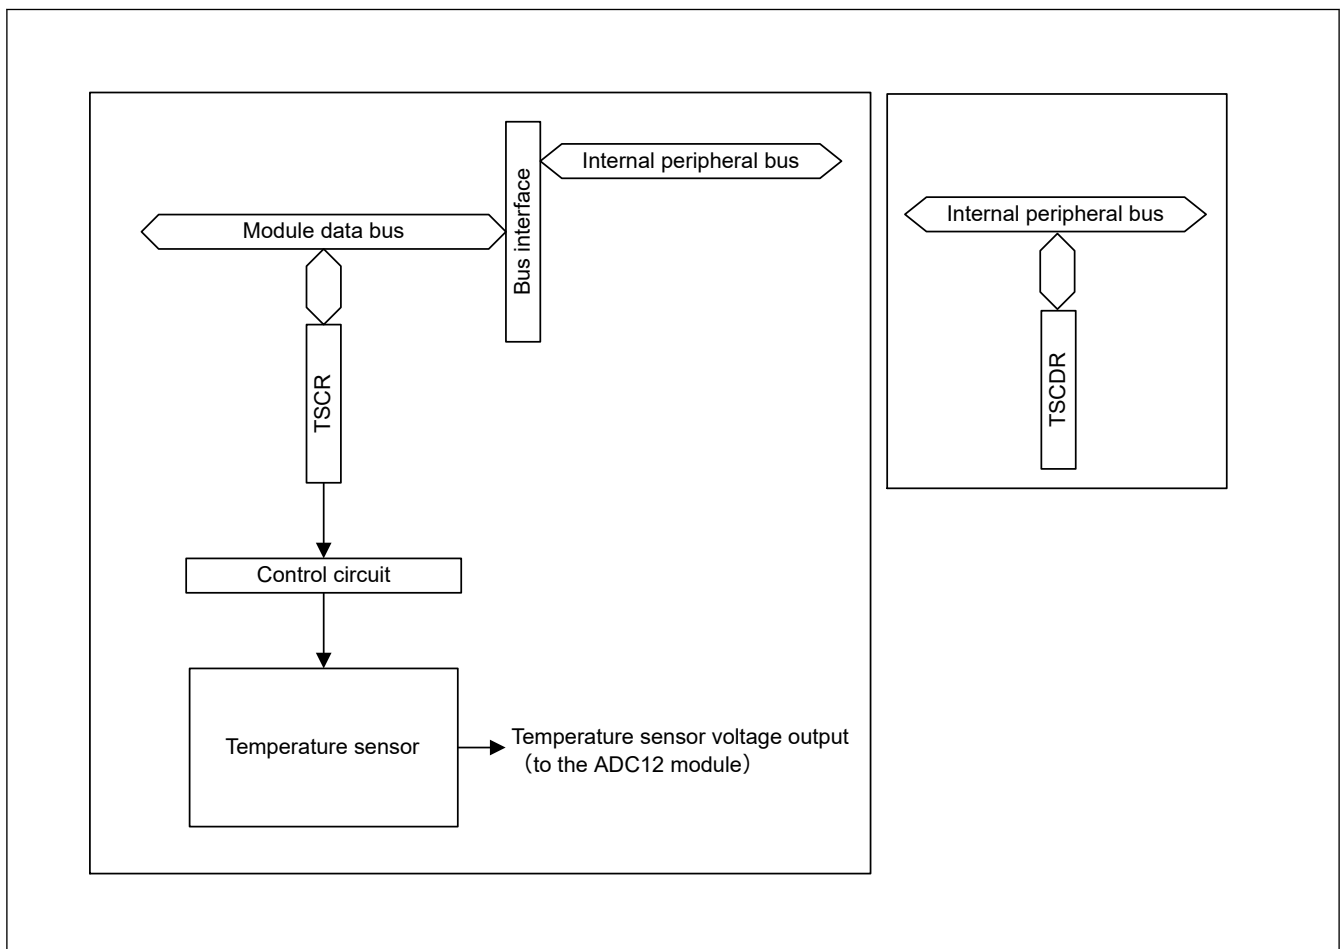 Internal peripheral bus
Bus interface
Module data bus
TSCR
Control circuit
Temperature sensor
Temperature sensor voltage output
（to the ADC12 module）
Internal peripheral bus
TSCDR